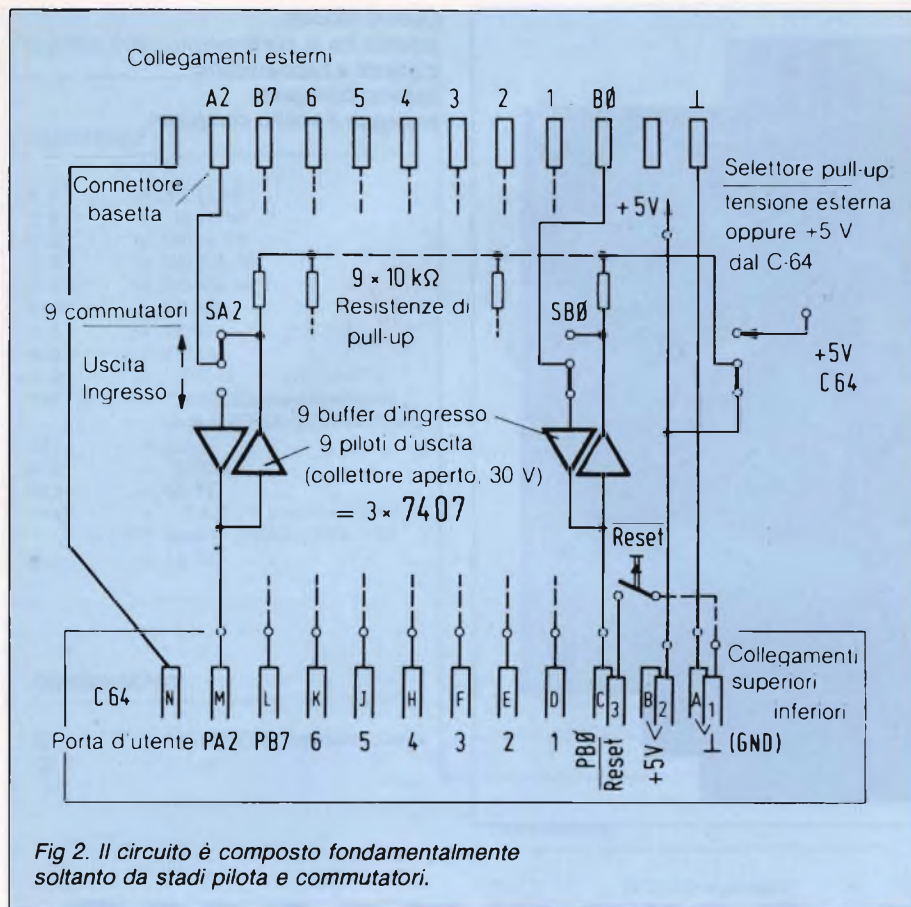 Collegamenti esterni
A2 B7 6 5 4 3 2 1 BØ ⊥
Connettore
basetta
+5V
Selettore pull-up:
tensione esterna
oppure +5 V
dal C-64
9 × 10 kΩ
Resistenze di
pull-up
9 commutatori
SA2
SBØ
Uscita
Ingresso
+5V
C 64
9 buffer d'ingresso
9 piloti d'uscita
(collettore aperto, 30 V)
= 3 × 7407
Reset
Collegamenti
superiori
inferiori
C 64
N M L K J H F E D C 3 B 2 A 1
Porta d'utente PA2 PB7 6 5 4 3 2 1 PBØ Reset +5V ⊥ (GND)
Fig 2. Il circuito è composto fondamentalmente
soltanto da stadi pilota e commutatori.